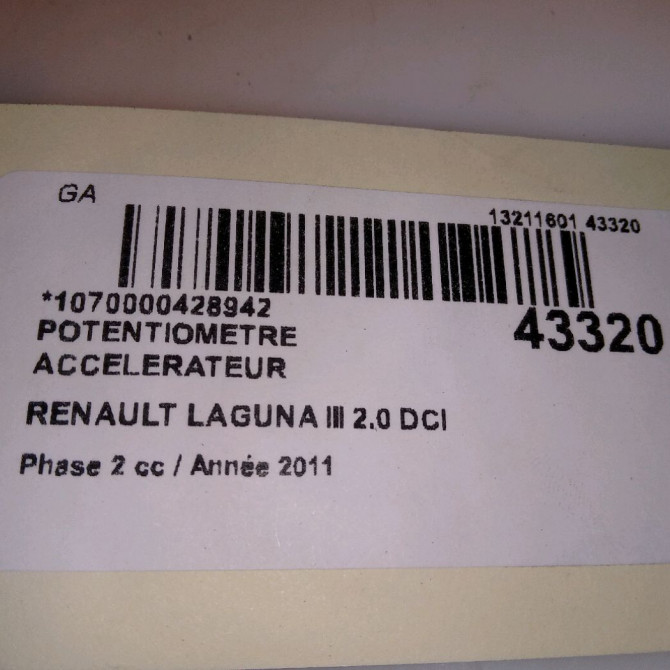 GA
13211601 43320
*1070000428942
43320
POTENTIOMETRE
ACCELERATEUR
RENAULT LAGUNA III 2.0 DCI
Phase 2 cc / Année 2011